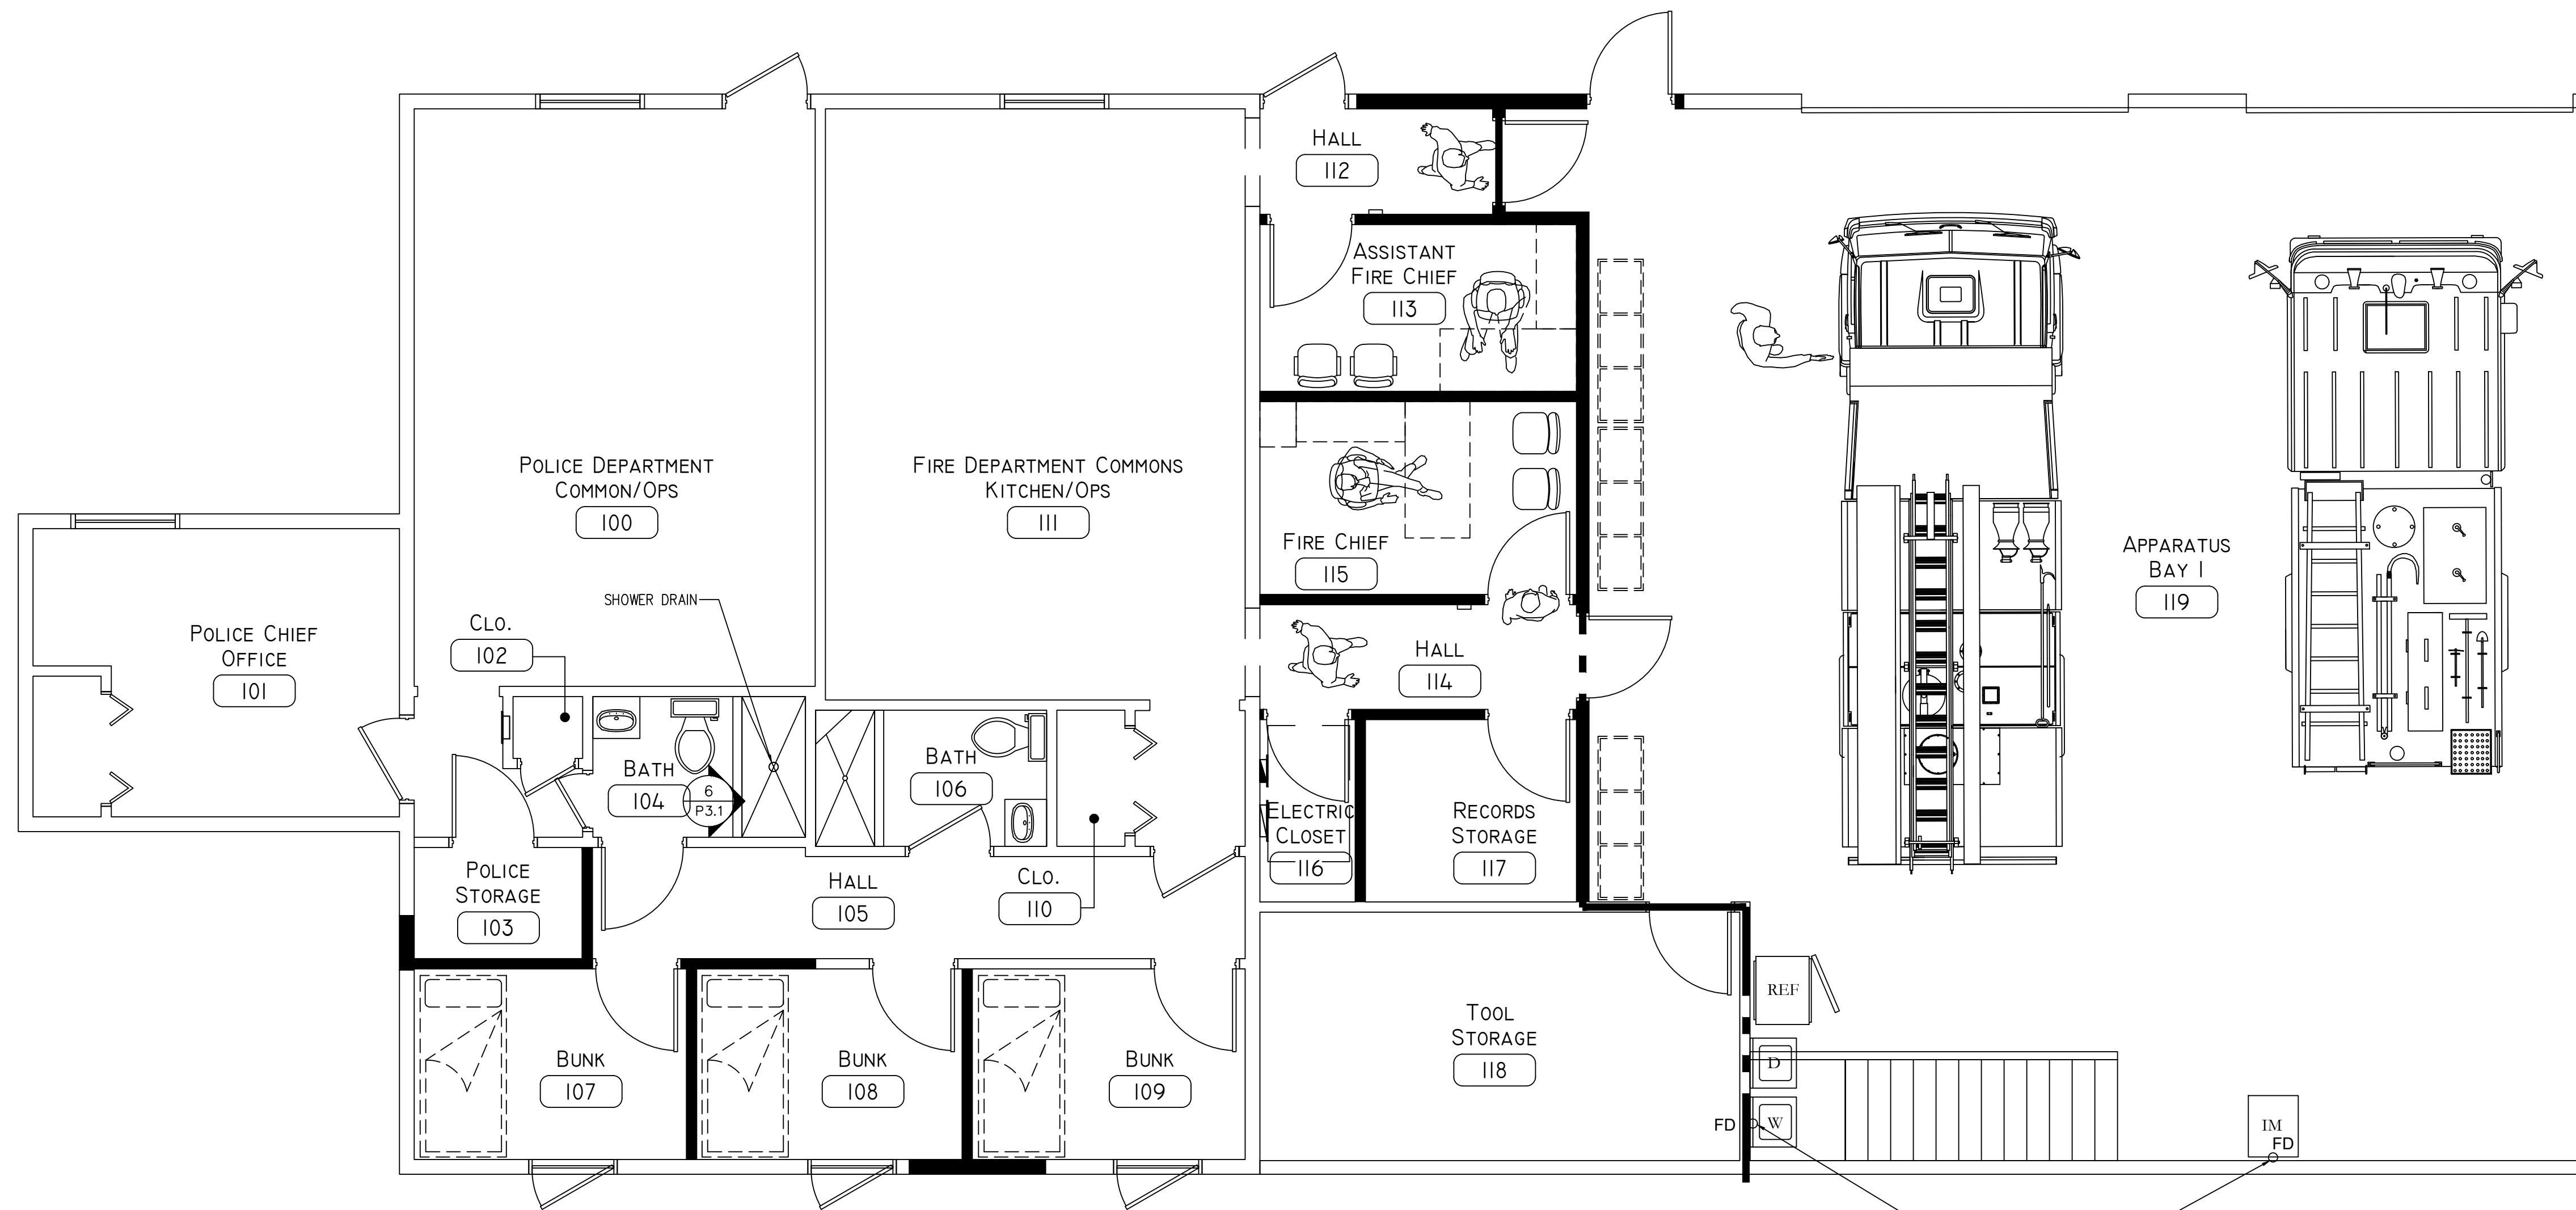 HALL
112
ASSISTANT
FIRE CHIEF
113
POLICE DEPARTMENT
COMMON/OPS
100
FIRE DEPARTMENT COMMONS
KITCHEN/OPS
111
FIRE CHIEF
115
APPARATUS
BAY 1
119
SHOWER DRAIN
CLO.
102
POLICE CHIEF
OFFICE
101
HALL
114
BATH
104
6
P3.1
BATH
106
ELECTRIC
CLOSET
116
RECORDS
STORAGE
117
POLICE
STORAGE
103
HALL
105
CLO.
110
REF
TOOL
STORAGE
118
BUNK
107
BUNK
108
BUNK
109
D
FD
W
IM
FD